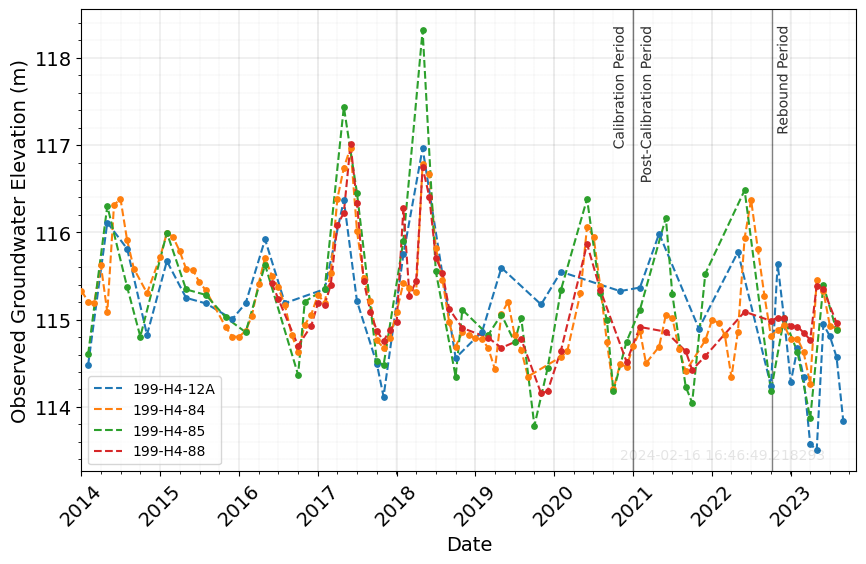 Observed Groundwater Elevation (m)
118
117
116
115
114
Calibration Period
Post-Calibration Period
Rebound Period
199-H4-12A
199-H4-84
199-H4-85
199-H4-88
2024-02-16 16:46:49.218293
2014
2015
2016
2017
2018
2019
2020
2021
2022
2023
Date